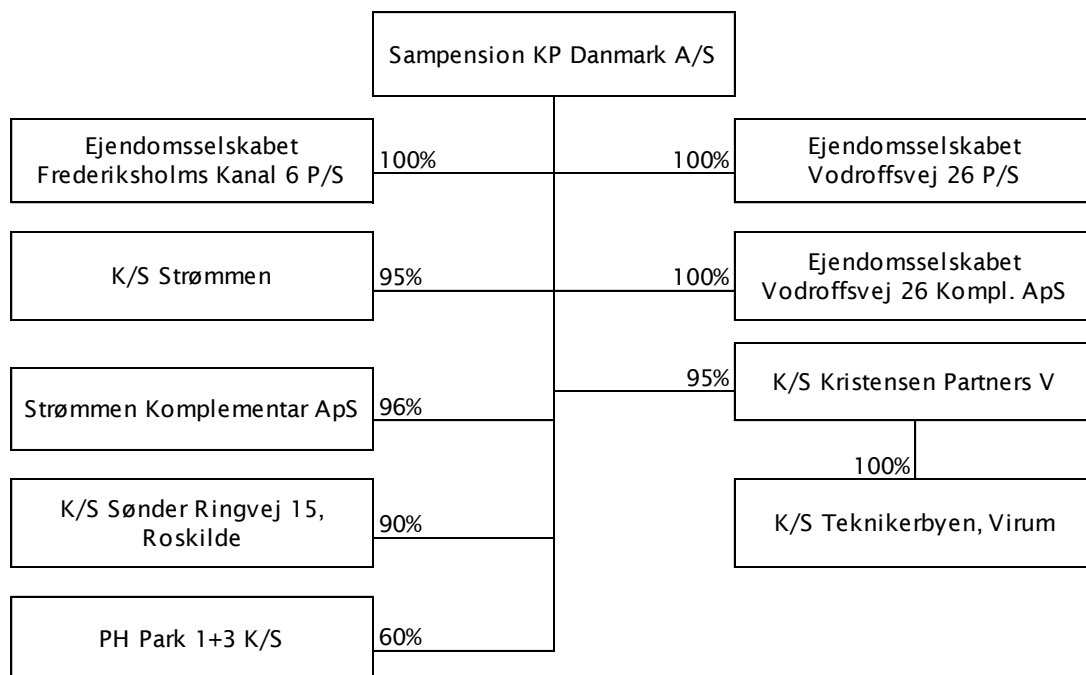 Sampension KP Danmark A/S
Ejendomsselskabet
Frederiksholms Kanal 6 P/S
100%
100%
Ejendomsselskabet
Vodroffsvej 26 P/S
K/S Strømmen
95%
100%
Ejendomsselskabet
Vodroffsvej 26 Kompl. ApS
95%
K/S Kristensen Partners V
Strømmen Komplementar ApS
96%
100%
K/S Sønder Ringvej 15,
Roskilde
90%
K/S Teknikerbyen, Virum
PH Park 1+3 K/S
60%